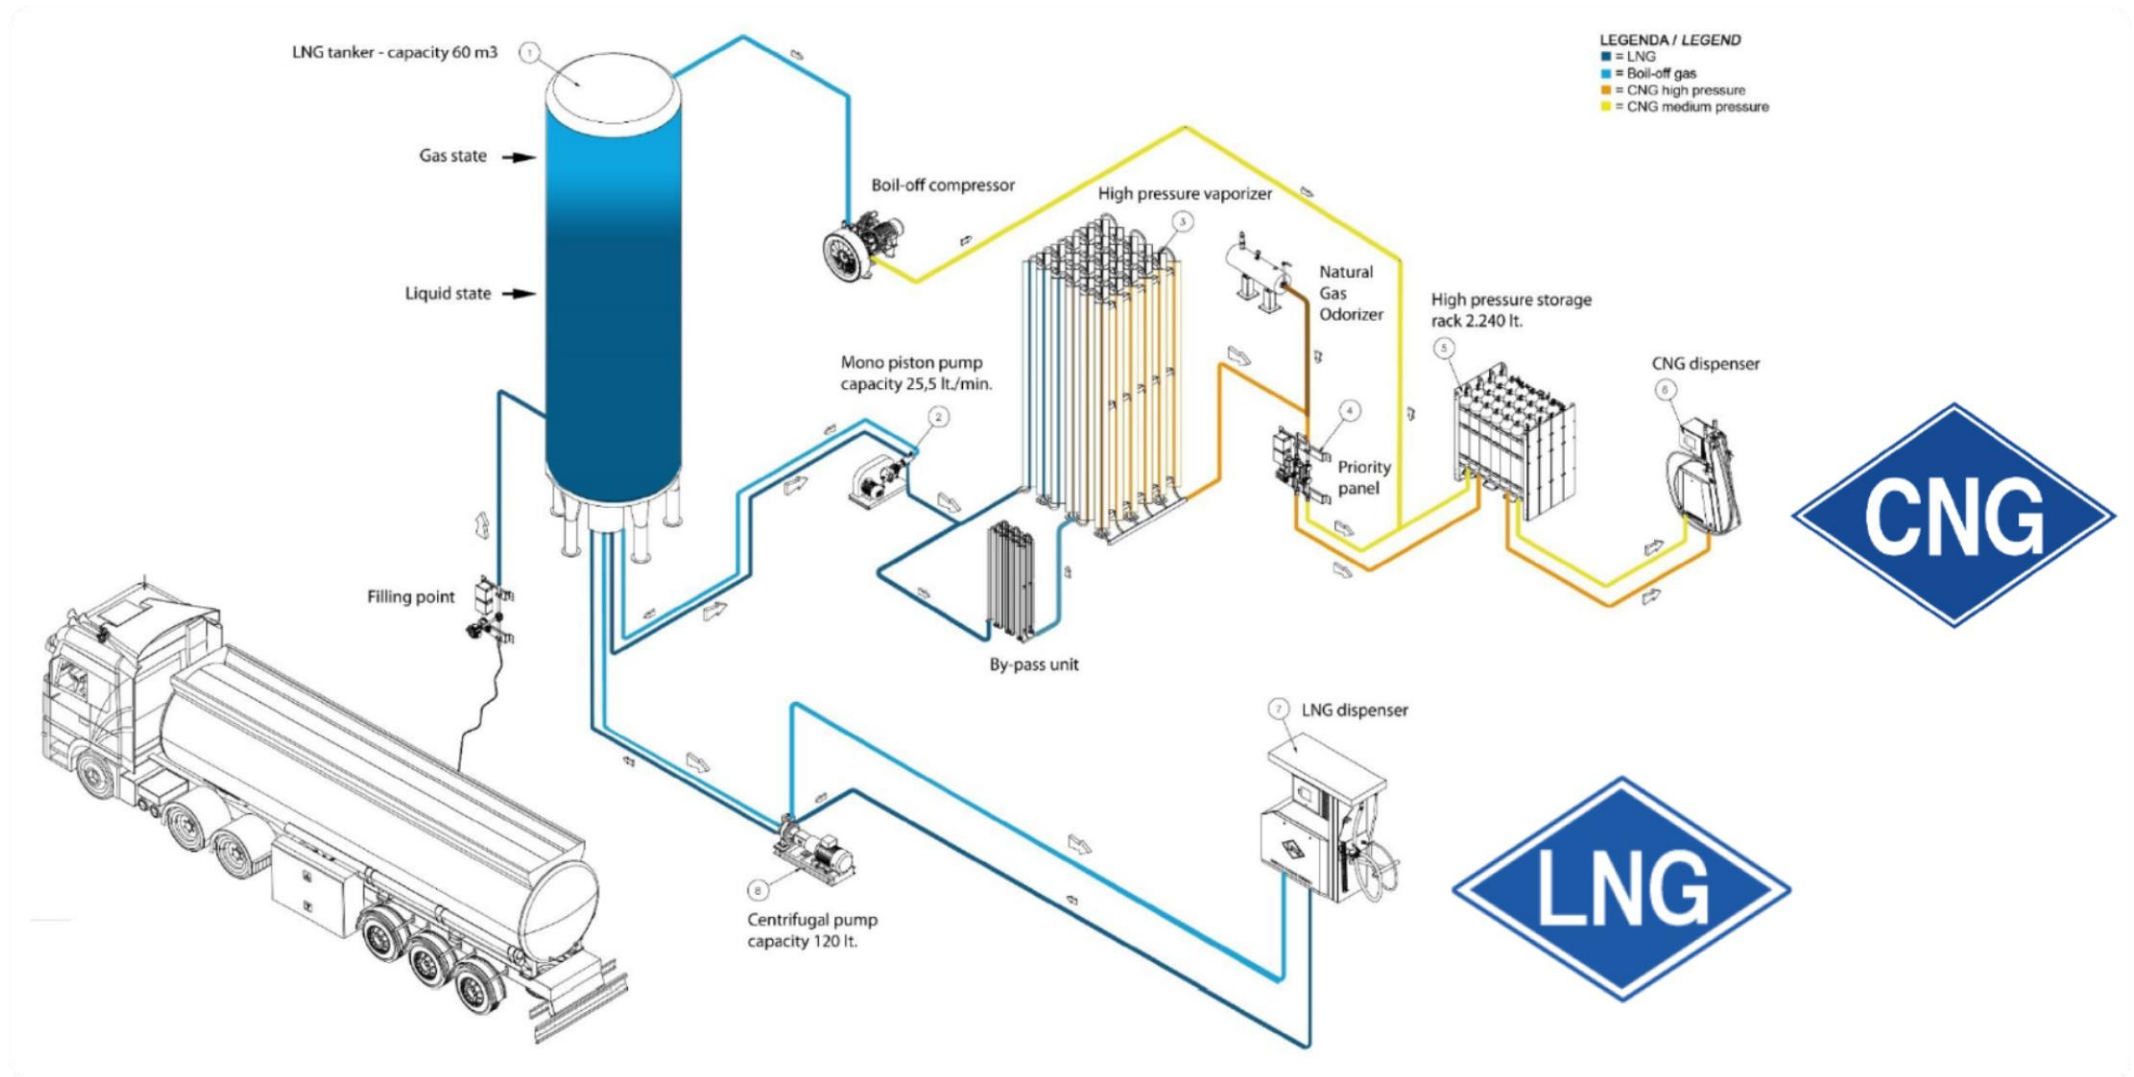 LNG tanker - capacity 60 m3
1
LEGENDA / LEGEND
= LNG
= Boil-off gas
= CNG high pressure
= CNG medium pressure
Gas state
Boil-off compressor
High pressure vaporizer
3
Natural
Gas
Odorizer
Liquid state
High pressure storage
rack 2.240 lt.
5
Mono piston pump
capacity 25,5 lt./min.
2
CNG dispenser
6
4
Priority
panel
CNG
Filling point
By-pass unit
7
LNG dispenser
LNG
8
Centrifugal pump
capacity 120 lt.